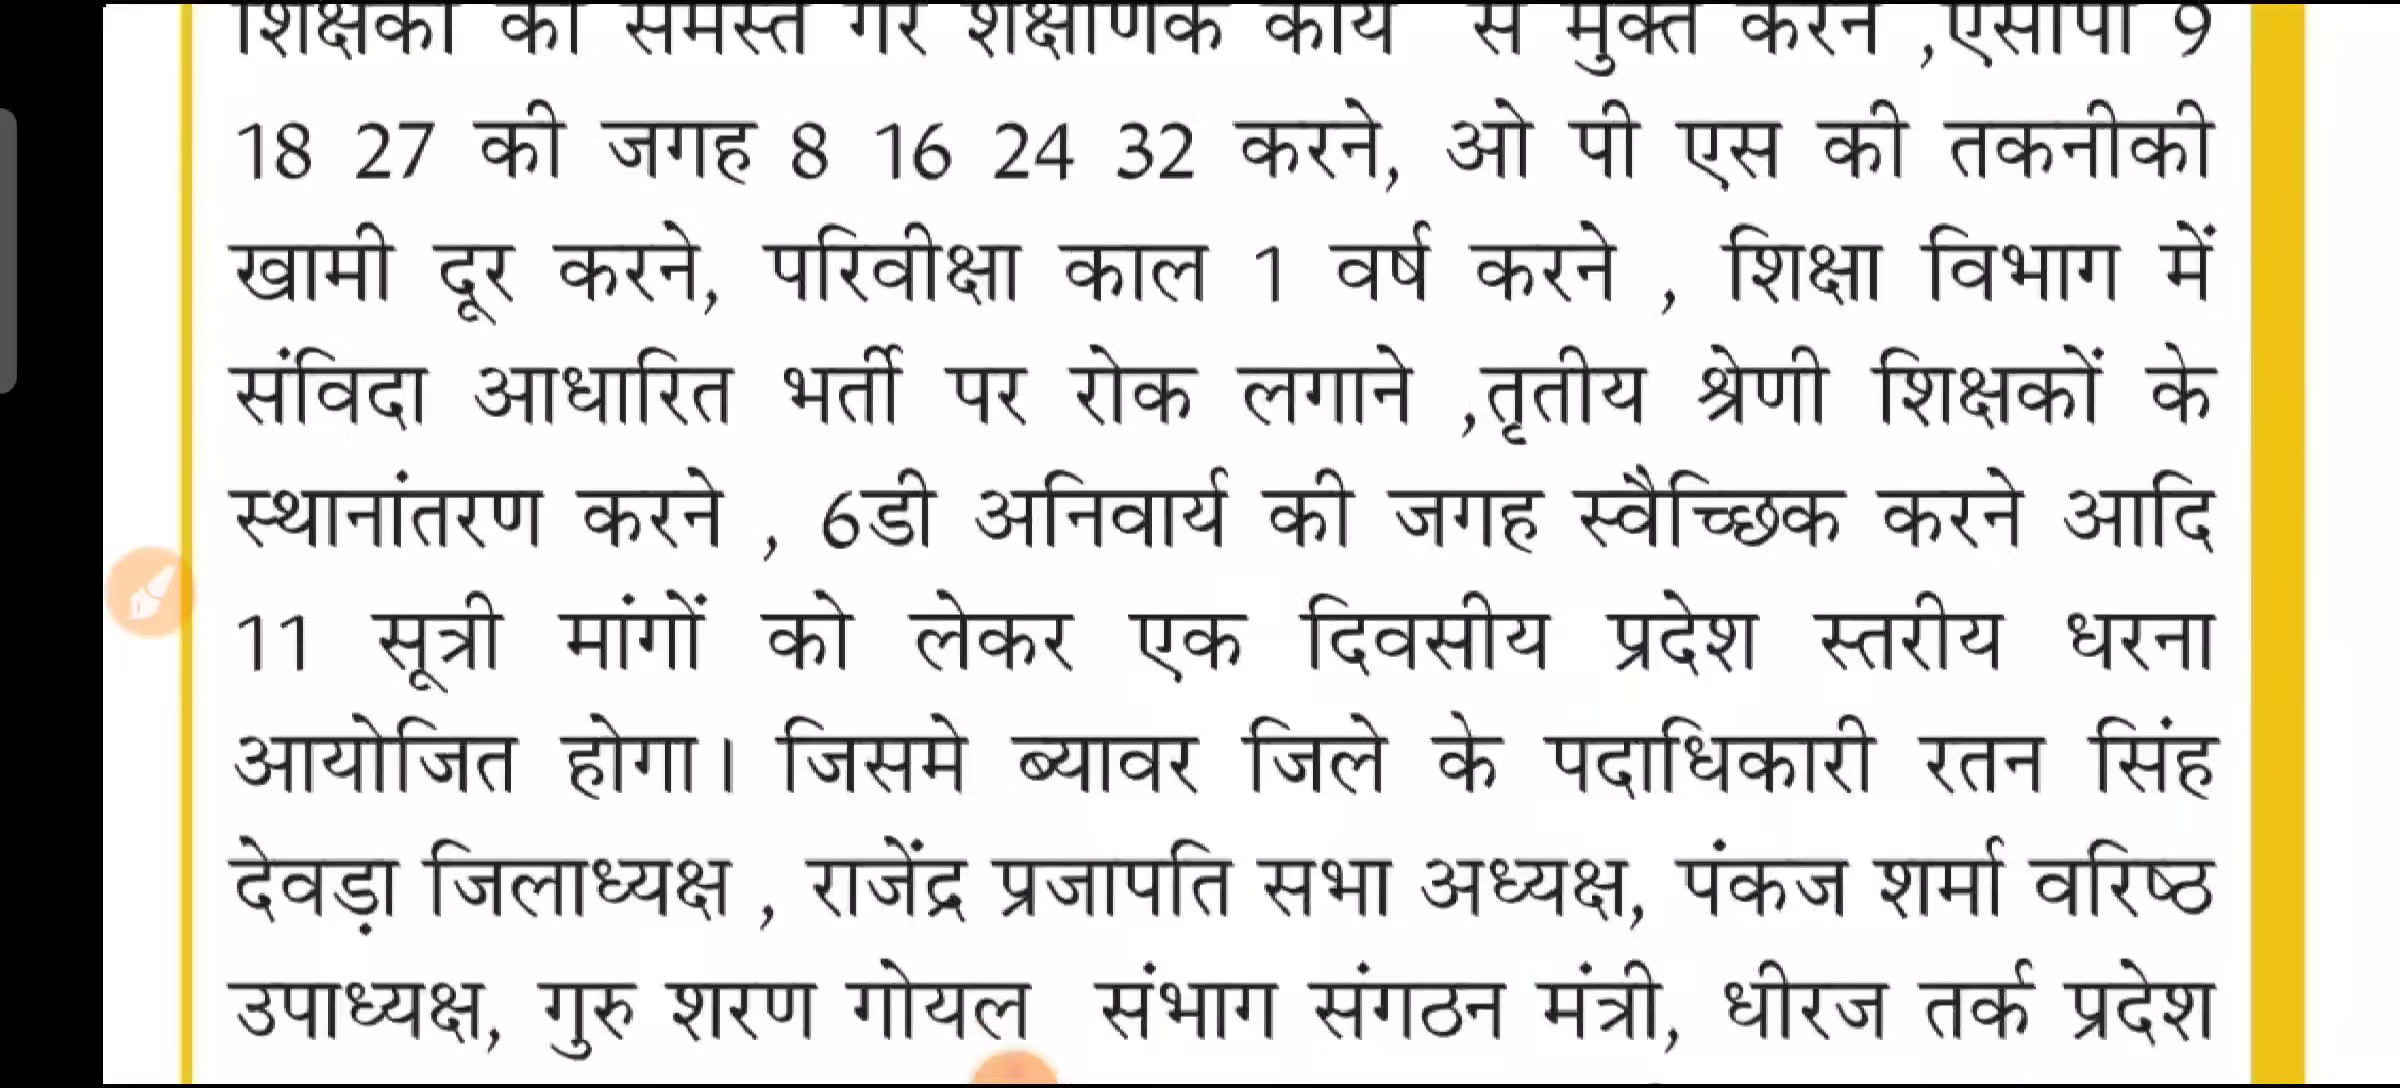 शिक्षकों को समस्त गैर शैक्षणिक कार्य से मुक्त करने ,एसीपी 9
18 27 की जगह 8 16 24 32 करने, ओ पी एस की तकनीकी
खामी दूर करने, परिवीक्षा काल 1 वर्ष करने , शिक्षा विभाग में
संविदा आधारित भर्ती पर रोक लगाने ,तृतीय श्रेणी शिक्षकों के
स्थानांतरण करने , 6डी अनिवार्य की जगह स्वैच्छिक करने आदि
11 सूत्री मांगों को लेकर एक दिवसीय प्रदेश स्तरीय धरना
आयोजित होगा। जिसमे ब्यावर जिले के पदाधिकारी रतन सिंह
देवड़ा जिलाध्यक्ष , राजेंद्र प्रजापति सभा अध्यक्ष, पंकज शर्मा वरिष्ठ
उपाध्यक्ष, गुरु शरण गोयल संभाग संगठन मंत्री, धीरज तर्क प्रदेश